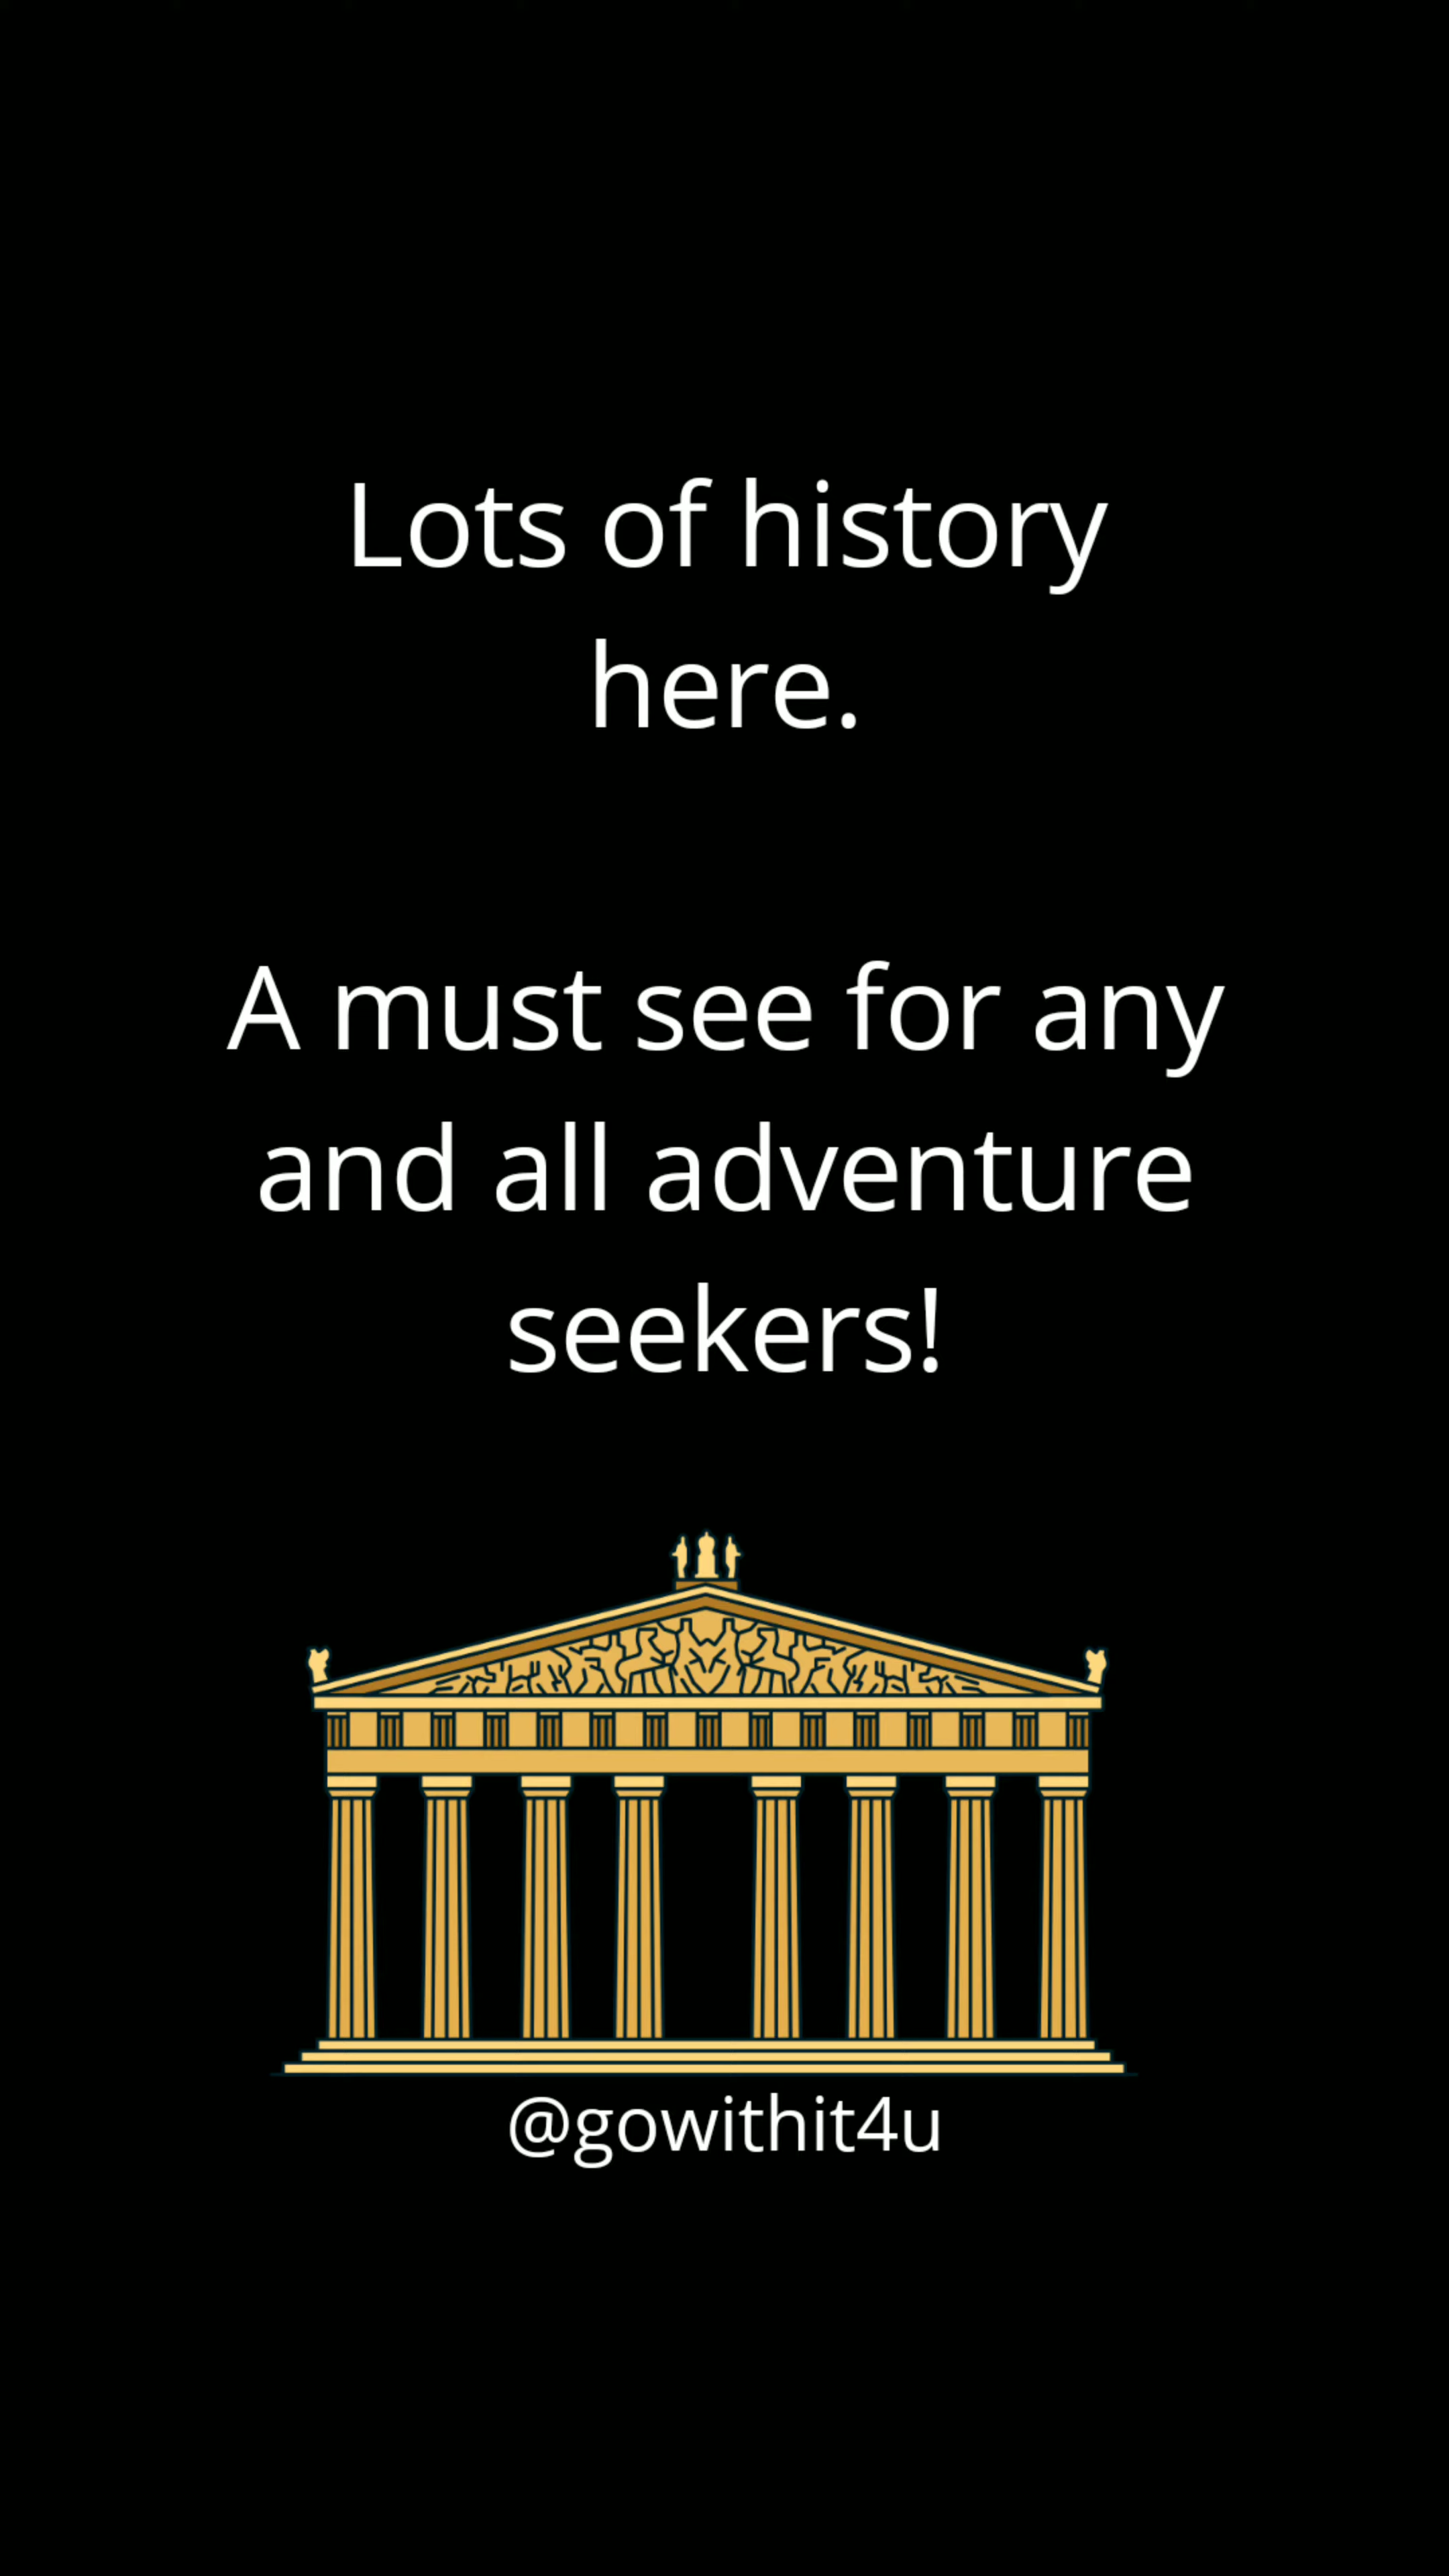 Lots of history
here.
A must see for any
and all adventure
seekers!
@gowithit4u